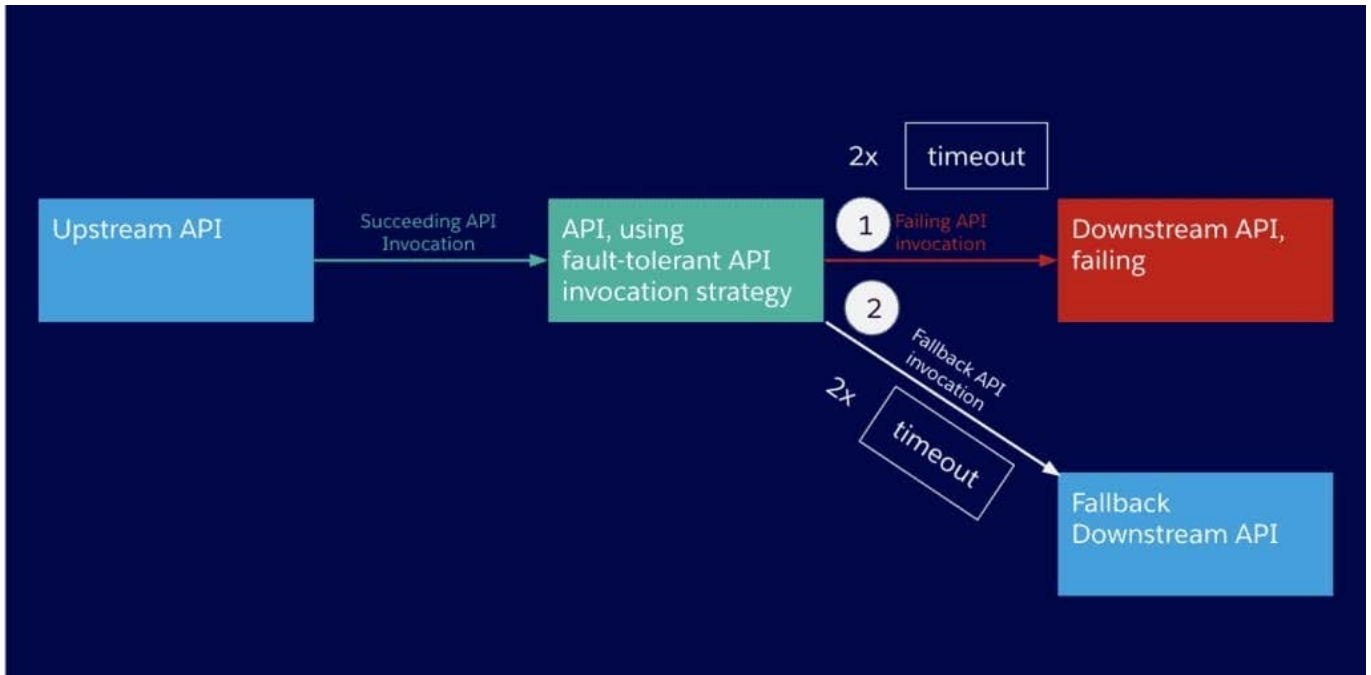 2x
timeout
Upstream API
Succeeding API
Invocation
API, using
fault-tolerant API
invocation strategy
1
Failing API
invocation
Downstream API,
failing
2
Fallback API
invocation
2x
timeout
Fallback
Downstream API